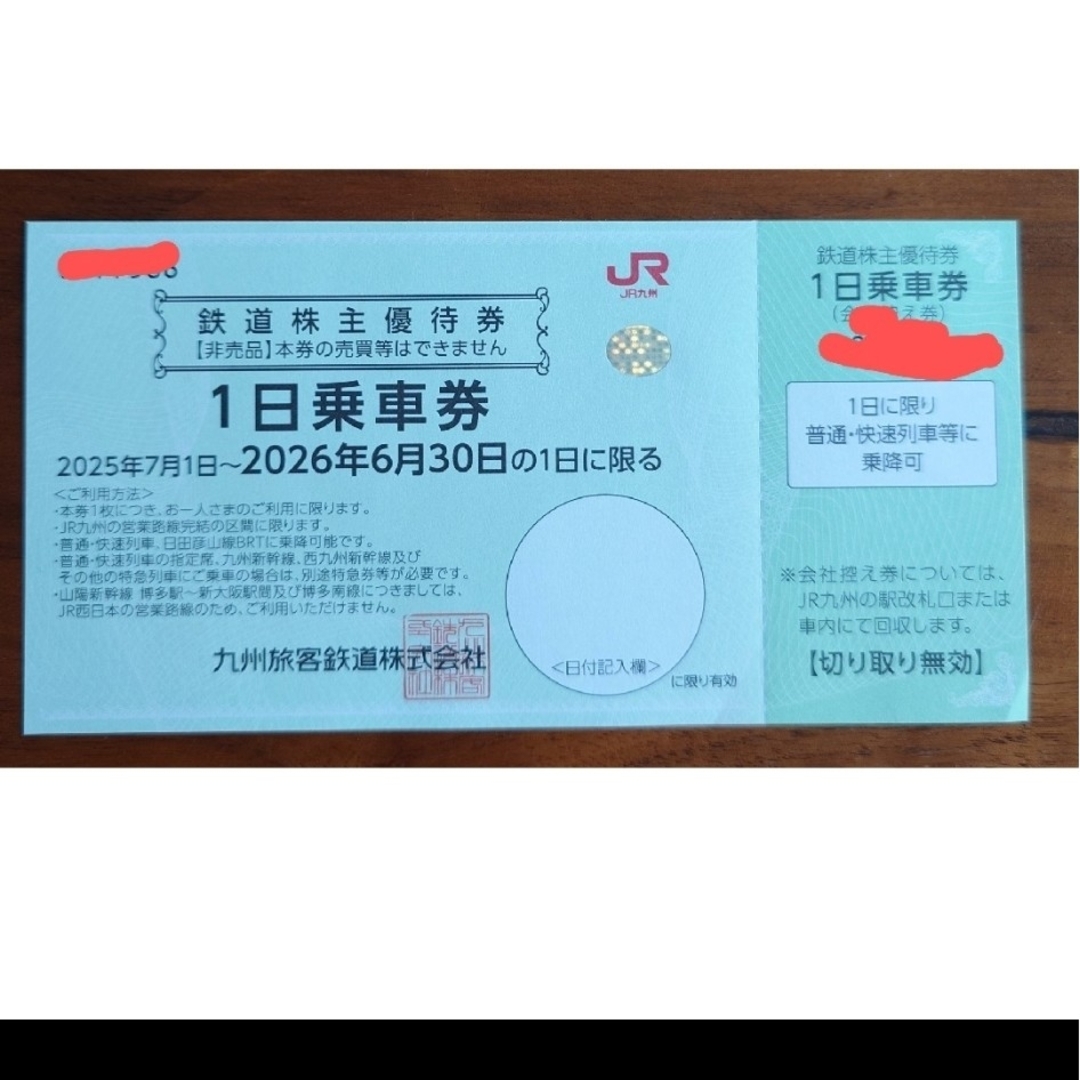 JR
JR九州
鉄道株主優待券
【非売品】本券の売買等はできません
1日乗車券
2025年7月1日～2026年6月30日の1日に限る
＜ご利用方法＞
・本券1枚につき、お一人さまのご利用に限ります。
・JR九州の営業路線完結の区間に限ります。
・普通・快速列車、日田彦山線BRTに乗降可能です。
・普通・快速列車の指定席、九州新幹線、西九州新幹線及び
その他の特急列車にご乗車の場合は、別途特急券等が必要です。
・山陽新幹線 博多駅～新大阪駅間及び博多南線につきましては、
JR西日本の営業路線のため、ご利用いただけません。
九州旅客鉄道株式会社
＜日付記入欄＞
に限り有効
鉄道株主優待券
1日乗車券
え券）
1日に限り
普通・快速列車等に
乗降可
※会社控え券については、
JR九州の駅改札口または
車内にて回収します。
【切り取り無効】